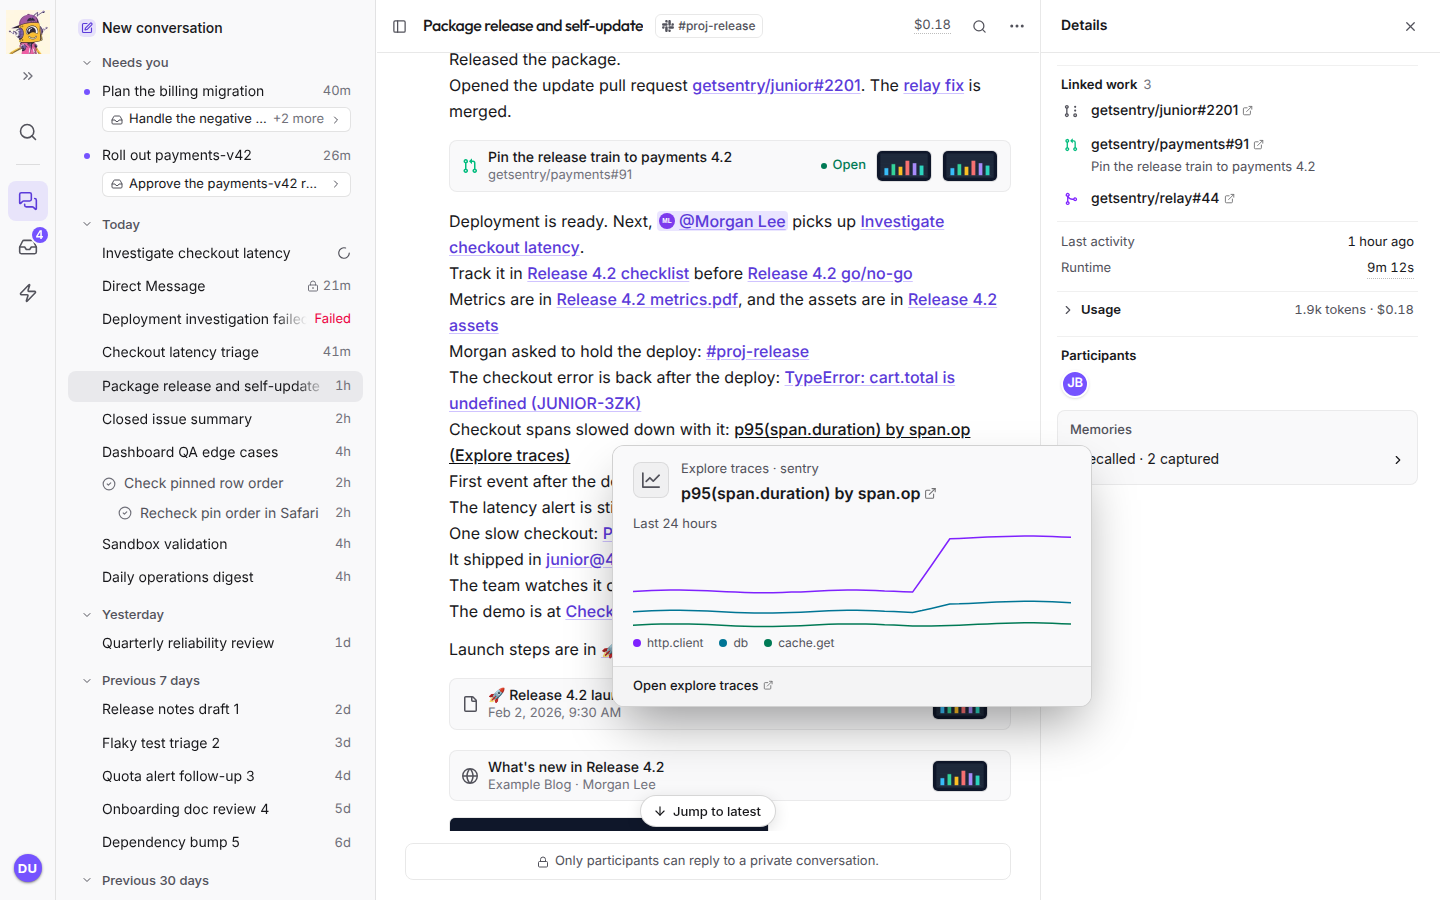 New conversation
Needs you
Plan the billing migration 40m
Handle the negative ... +2 more
Roll out payments-v42 26m
Approve the payments-v42 r...
Today
Investigate checkout latency
Direct Message 21m
Deployment investigation failed Failed
Checkout latency triage 41m
Package release and self-update 1h
Closed issue summary 2h
Dashboard QA edge cases 4h
Check pinned row order 2h
Recheck pin order in Safari 2h
Sandbox validation 4h
Daily operations digest 4h
Yesterday
Quarterly reliability review 1d
Previous 7 days
Release notes draft 1 2d
Flaky test triage 2 3d
Quota alert follow-up 3 4d
Onboarding doc review 4 5d
Dependency bump 5 6d
Previous 30 days
4
DU
Package release and self-update #proj-release $0.18
Released the package.
Opened the update pull request getsentry/junior#2201. The relay fix is
merged.
Pin the release train to payments 4.2
getsentry/payments#91
Open
Deployment is ready. Next, ML @Morgan Lee picks up Investigate
checkout latency.
Track it in Release 4.2 checklist before Release 4.2 go/no-go
Metrics are in Release 4.2 metrics.pdf, and the assets are in Release 4.2
assets
Morgan asked to hold the deploy: #proj-release
The checkout error is back after the deploy: TypeError: cart.total is
undefined (JUNIOR-3ZK)
Checkout spans slowed down with it: p95(span.duration) by span.op
(Explore traces)
First event after the
The latency alert is
One slow checkout:
It shipped in junior@
The team watches it
The demo is at
Launch steps are in 🚀
🚀 Release 4.2
Feb 2, 2026, 9:30 AM
What's new in Release 4.2
Example Blog · Morgan Lee
Jump to latest
Only participants can reply to a private conversation.
Explore traces · sentry
p95(span.duration) by span.op
Last 24 hours
http.client db cache.get
Open explore traces
Details
Linked work 3
getsentry/junior#2201
getsentry/payments#91
Pin the release train to payments 4.2
getsentry/relay#44
Last activity 1 hour ago
Runtime 9m 12s
Usage 1.9k tokens · $0.18
Participants
JB
Memories
ecalled · 2 captured